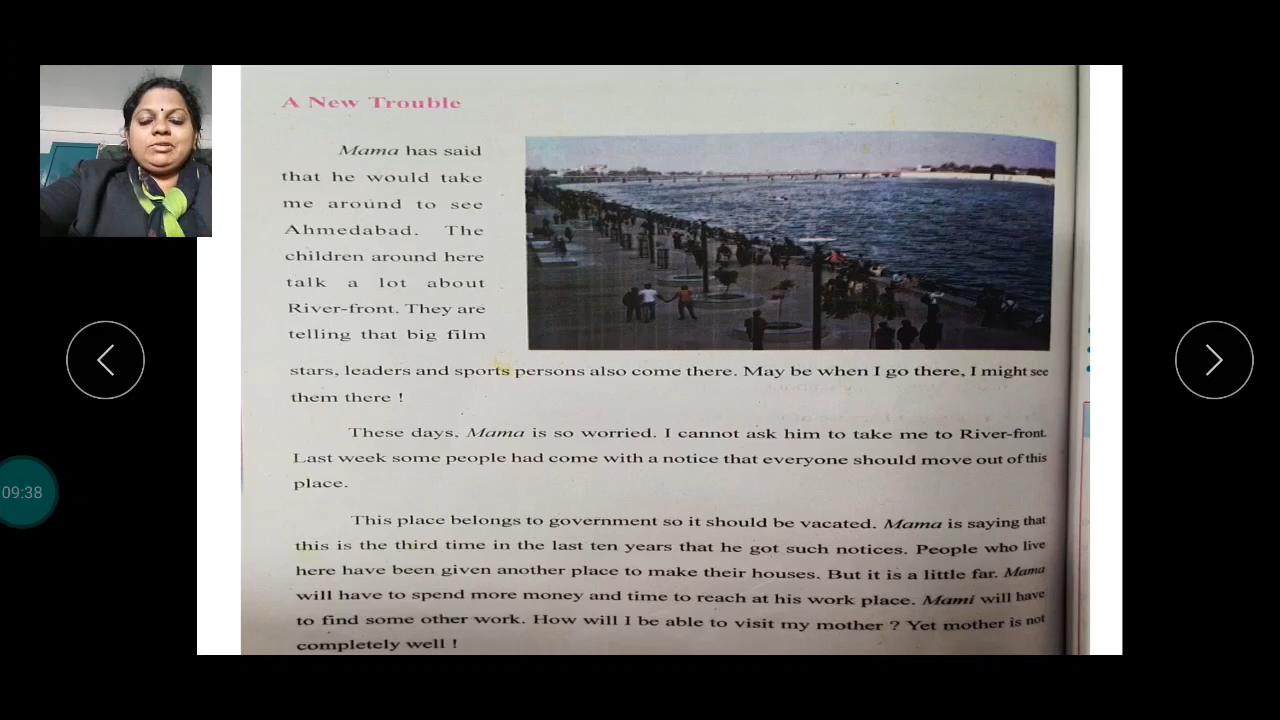 A New Trouble
Mama has said
that he would take
me around to see
Ahmedabad. The
children around here
talk a lot about
River-front. They are
telling that big film
stars, leaders and sports persons also come there. May be when I go there, I might see
them there !
These days, Mama is so worried. I cannot ask him to take me to River-front.
Last week some people had come with a notice that everyone should move out of this
place.
This place belongs to government so it should be vacated. Mama is saying that
this is the third time in the last ten years that he got such notices. People who live
here have been given another place to make their houses. But it is a little far. Mama
will have to spend more money and time to reach at his work place. Mami will have
to find some other work. How will I be able to visit my mother ? Yet mother is not
completely well !
09:38